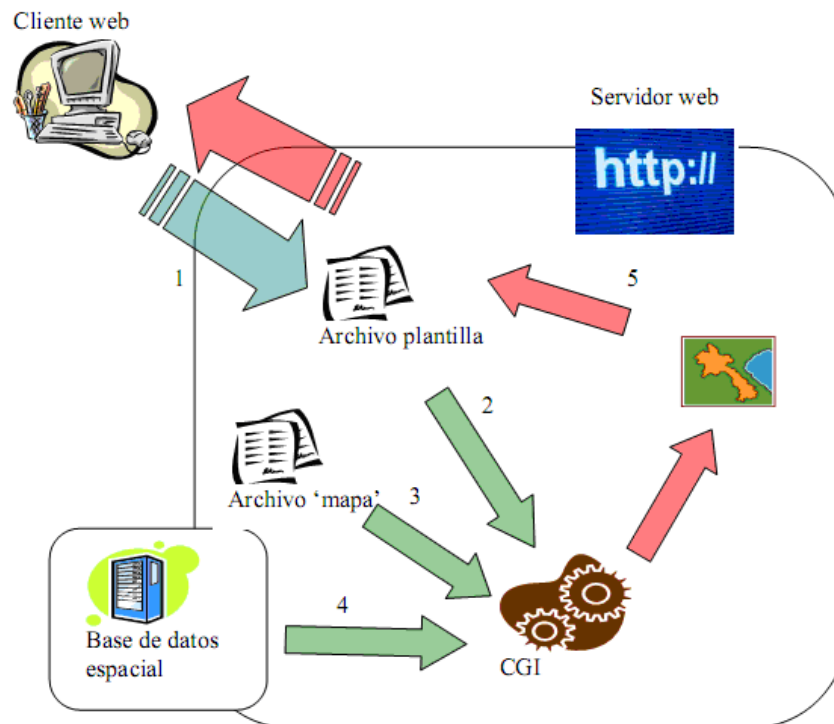 Cliente web
Servidor web
http://
1
5
Archivo plantilla
2
Archivo ‘mapa’
3
4
Base de datos
espacial
CGI